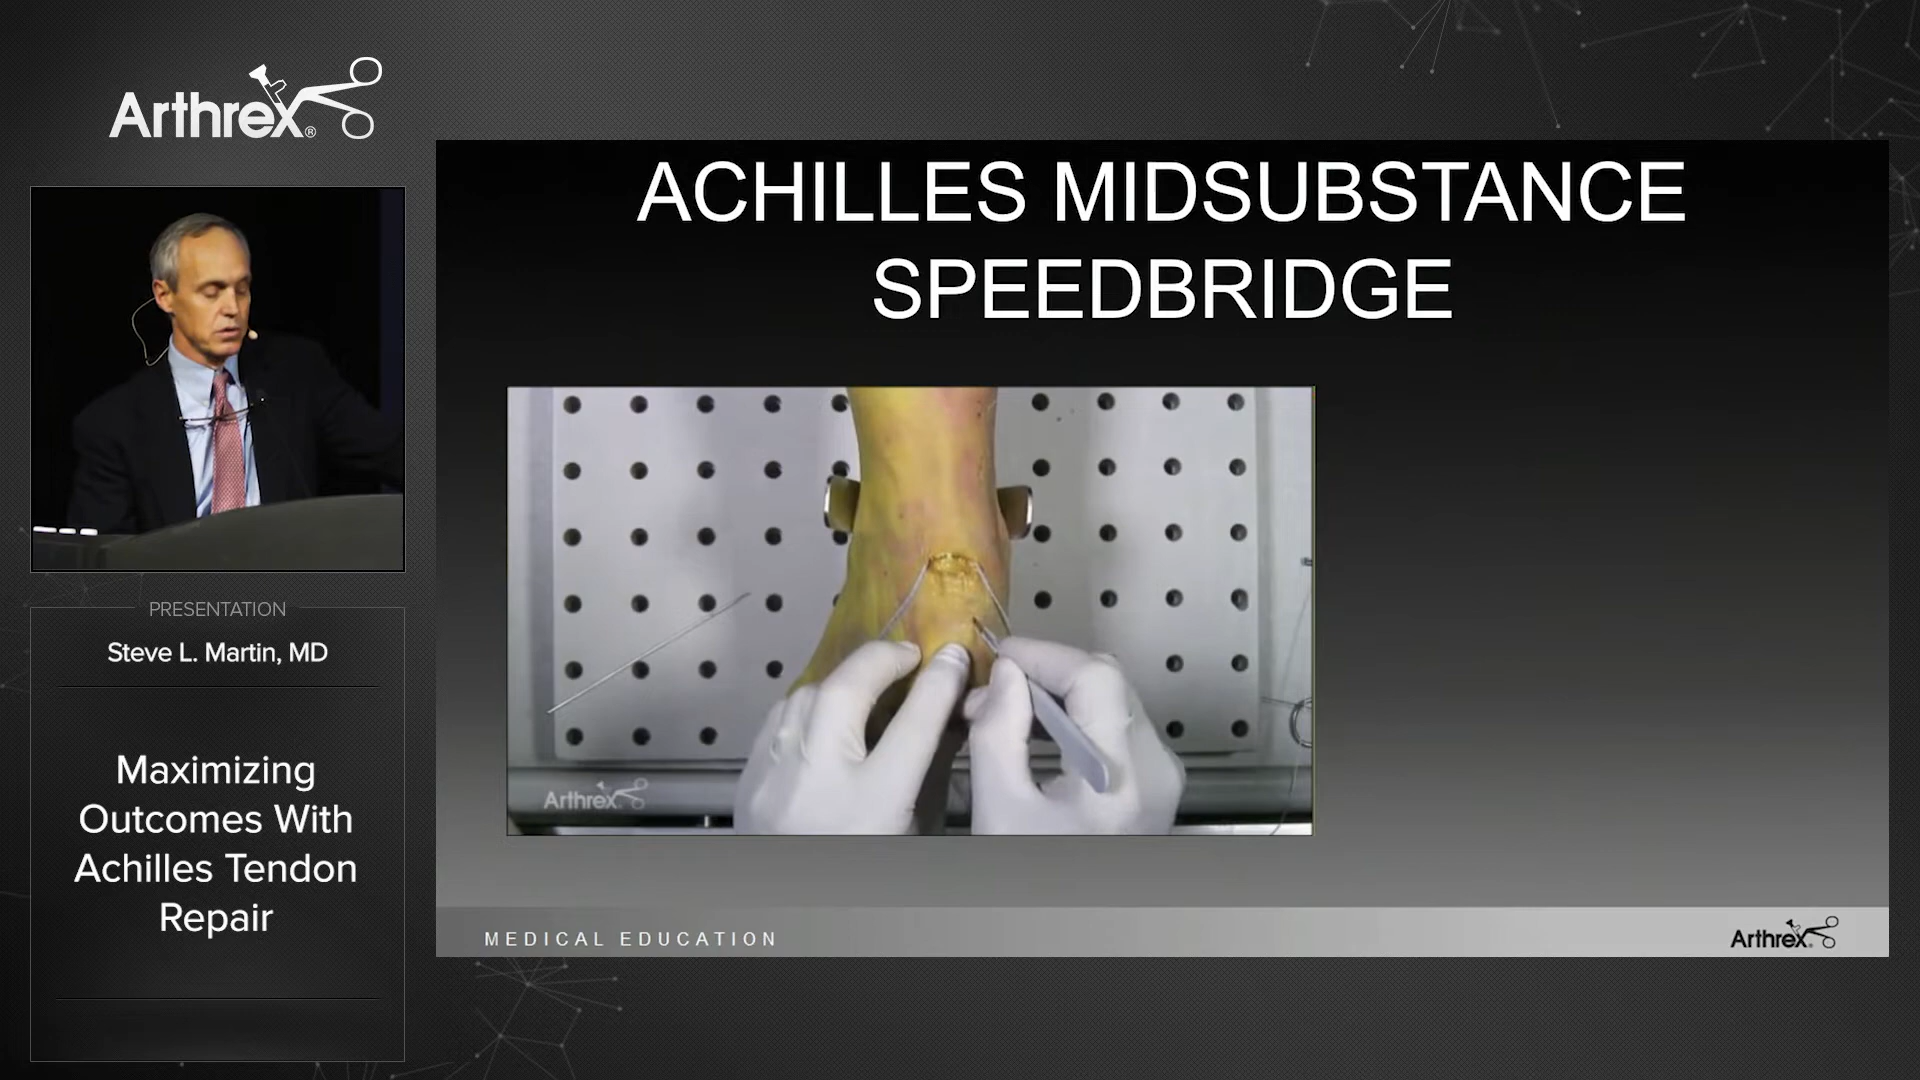 Arthrex®
PRESENTATION
Steve L. Martin, MD
Maximizing
Outcomes With
Achilles Tendon
Repair
ACHILLES MIDSUBSTANCE
SPEEDBRIDGE
Arthrex
MEDICAL EDUCATION
Arthrex